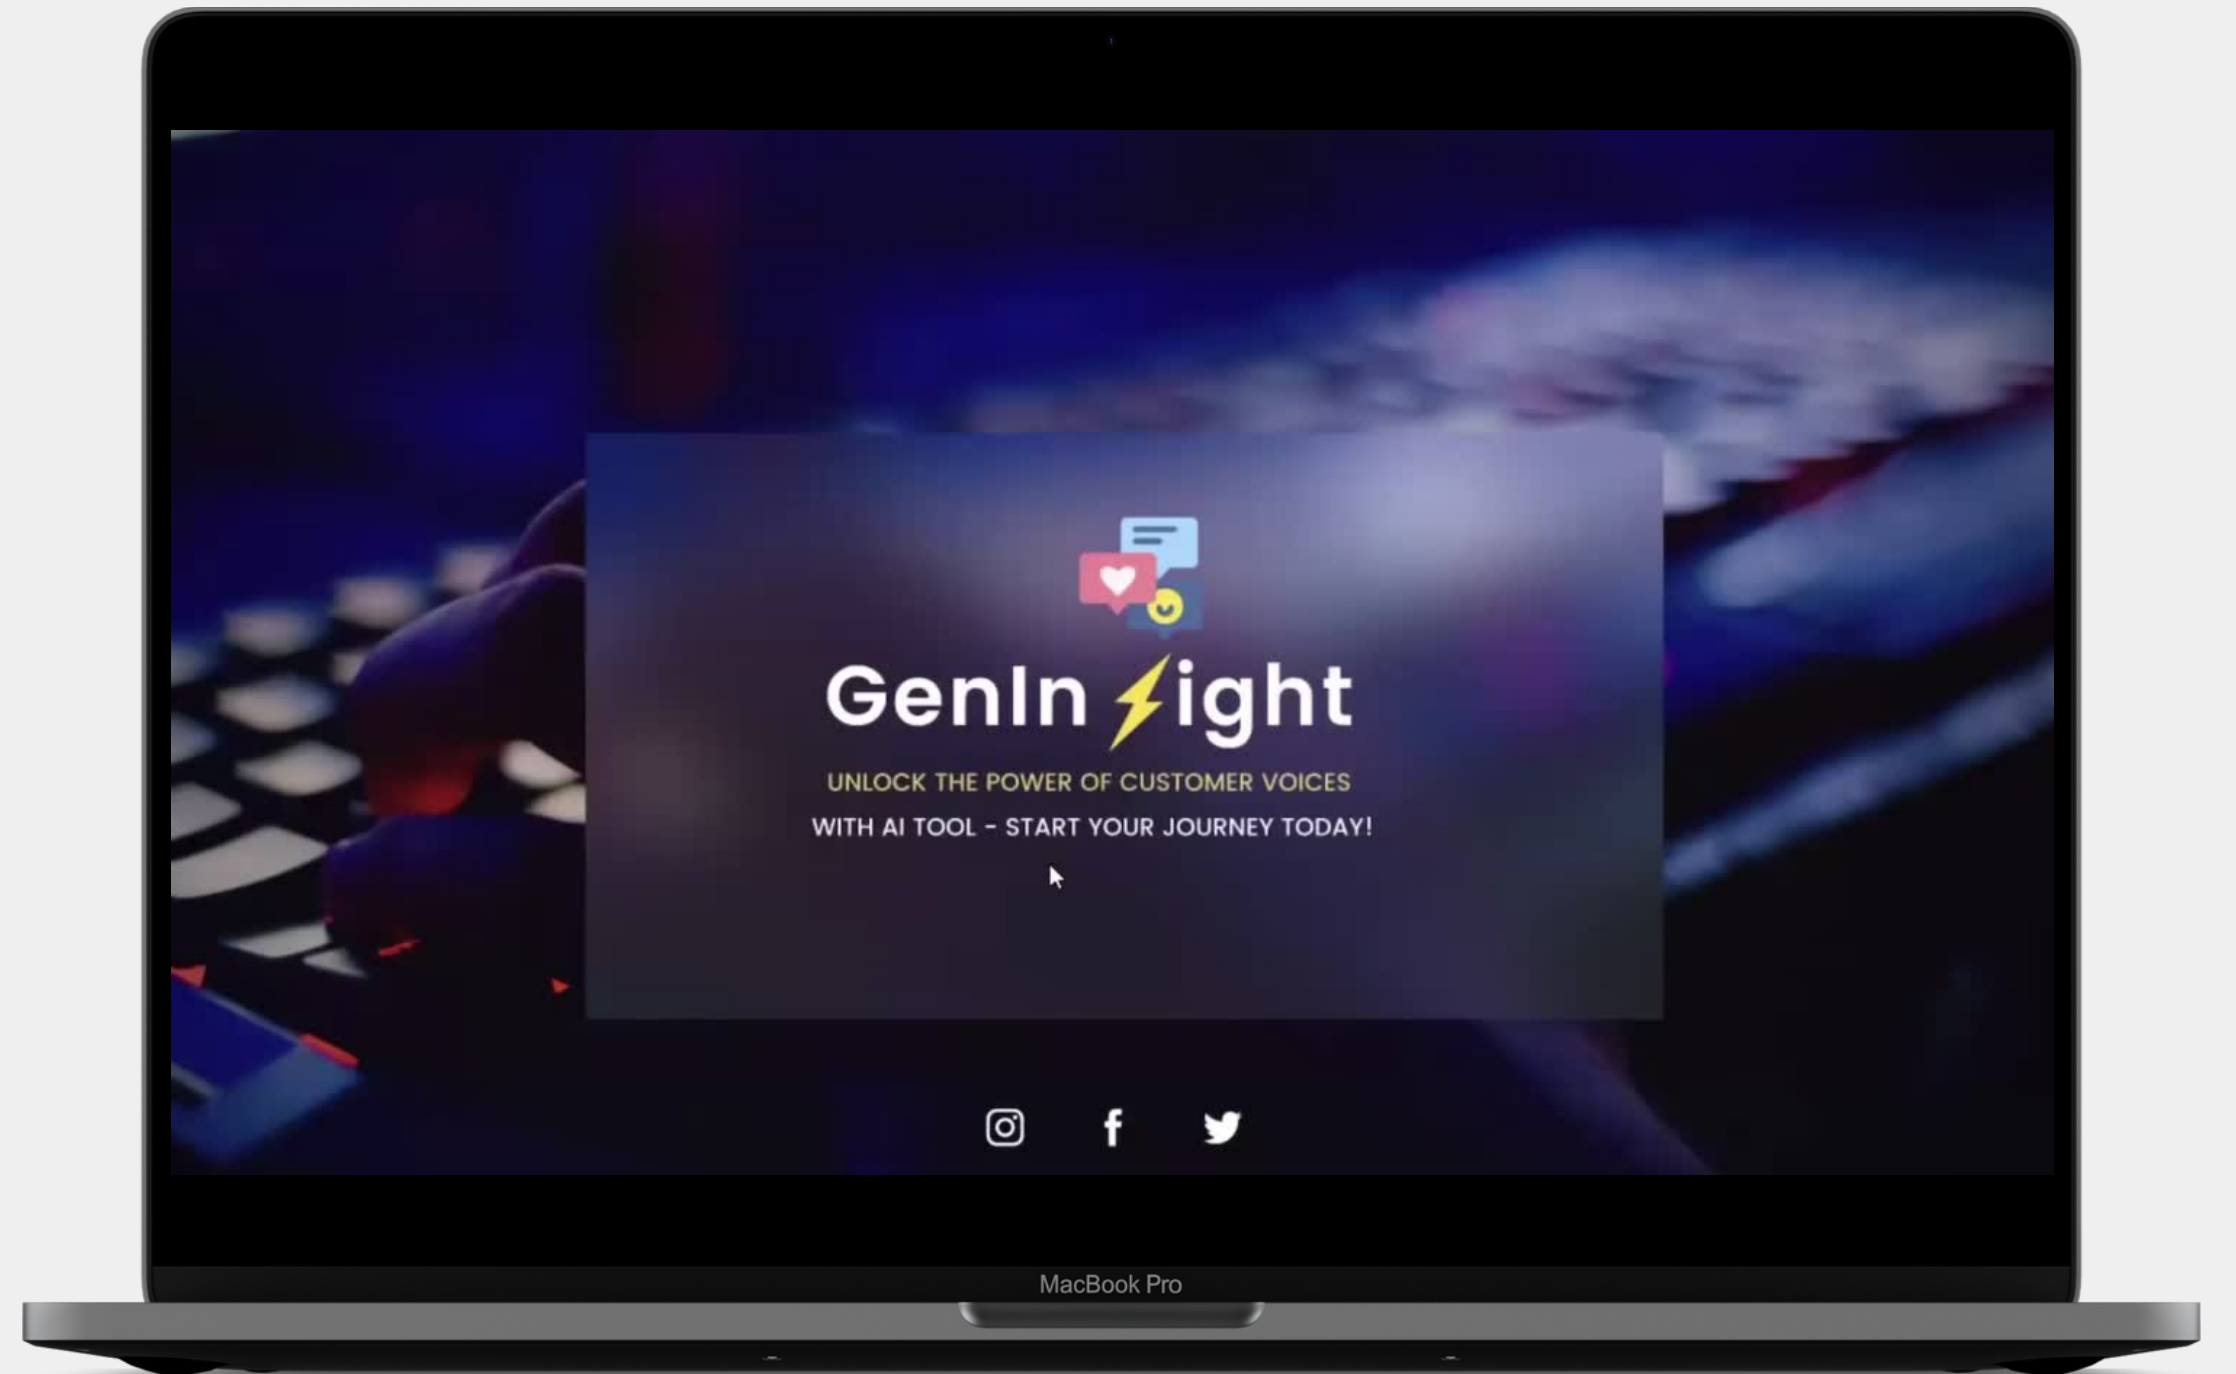 GenIn⚡ight
UNLOCK THE POWER OF CUSTOMER VOICES
WITH AI TOOL - START YOUR JOURNEY TODAY!
MacBook Pro